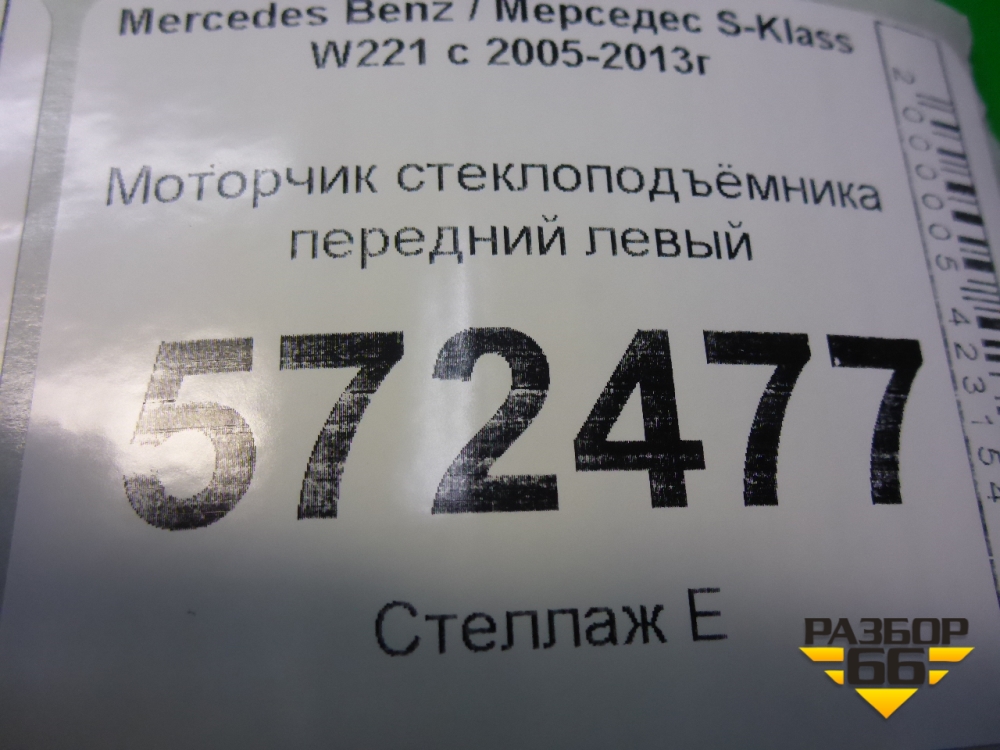 Mercedes Benz / Мерседес S-Klass
W221 с 2005-2013г
Моторчик стеклоподъёмника
передний левый
572477
Стеллаж Е
2000005423154
РАЗБОР
66